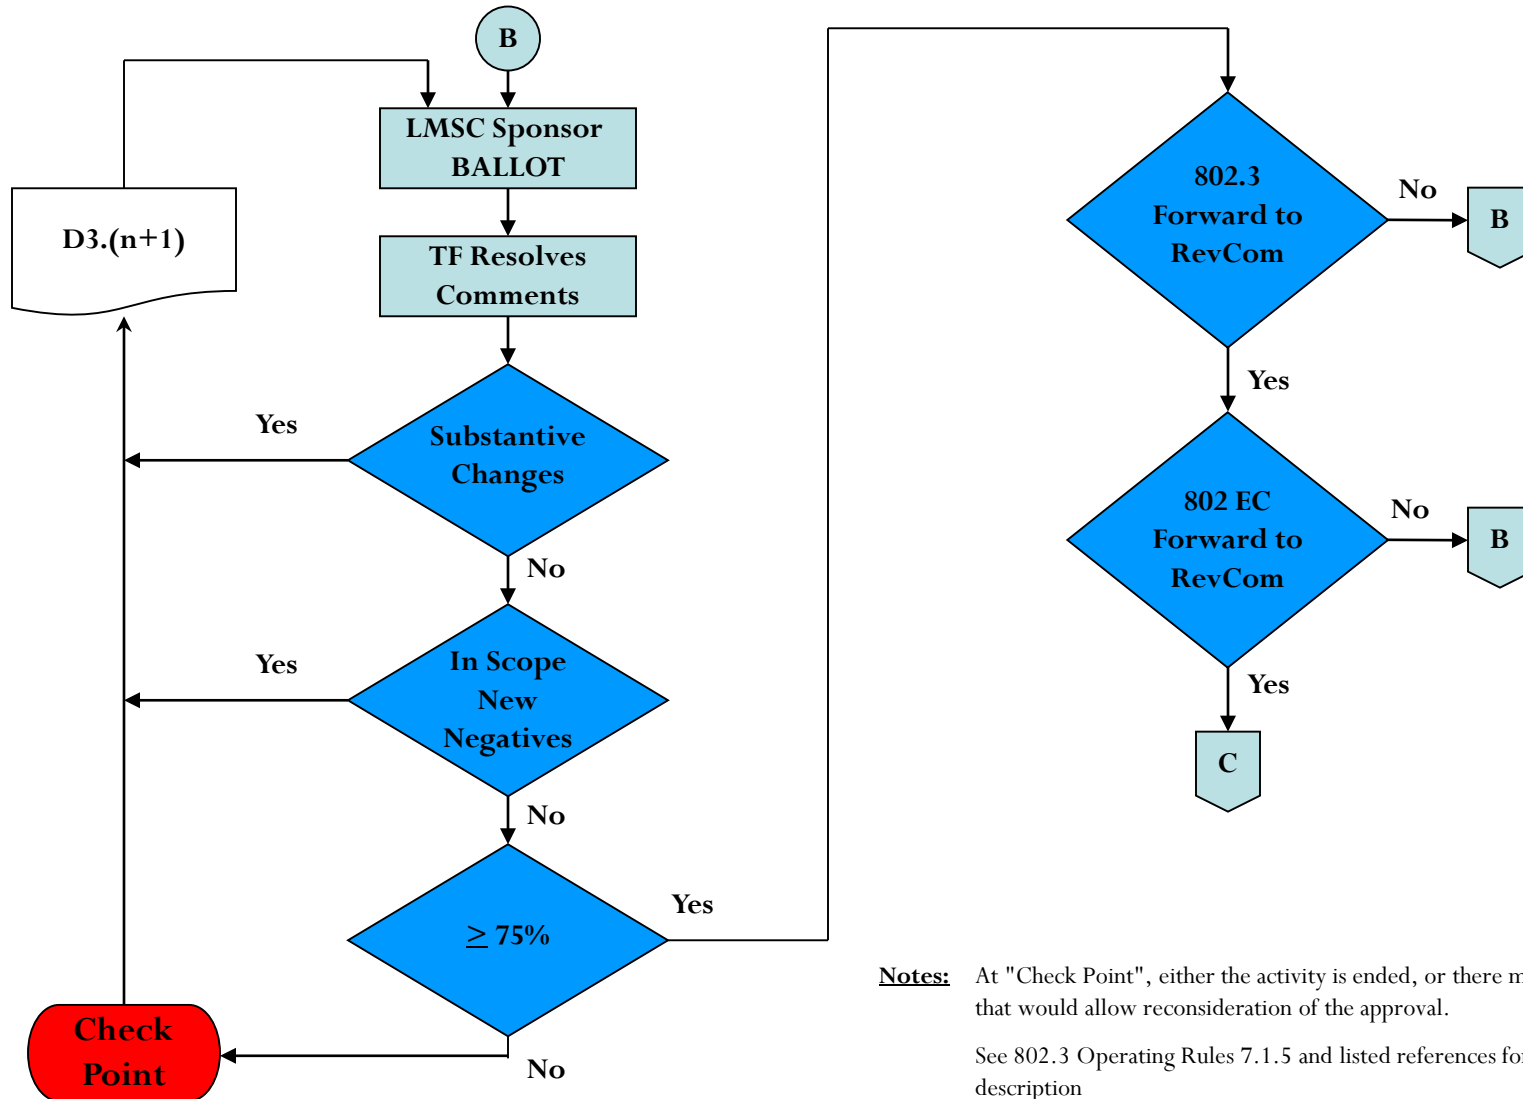 B
LMSC Sponsor
BALLOT
D3.(n+1)
TF Resolves
Comments
Yes
Substantive
Changes
No
Yes
In Scope
New
Negatives
No
≥ 75%
Yes
Check
Point
No
802.3
Forward to
RevCom
No
B
Yes
802 EC
Forward to
RevCom
No
B
Yes
C
Notes: At "Check Point", either the activity is ended, or there
that would allow reconsideration of the approval.
See 802.3 Operating Rules 7.1.5 and listed references
description